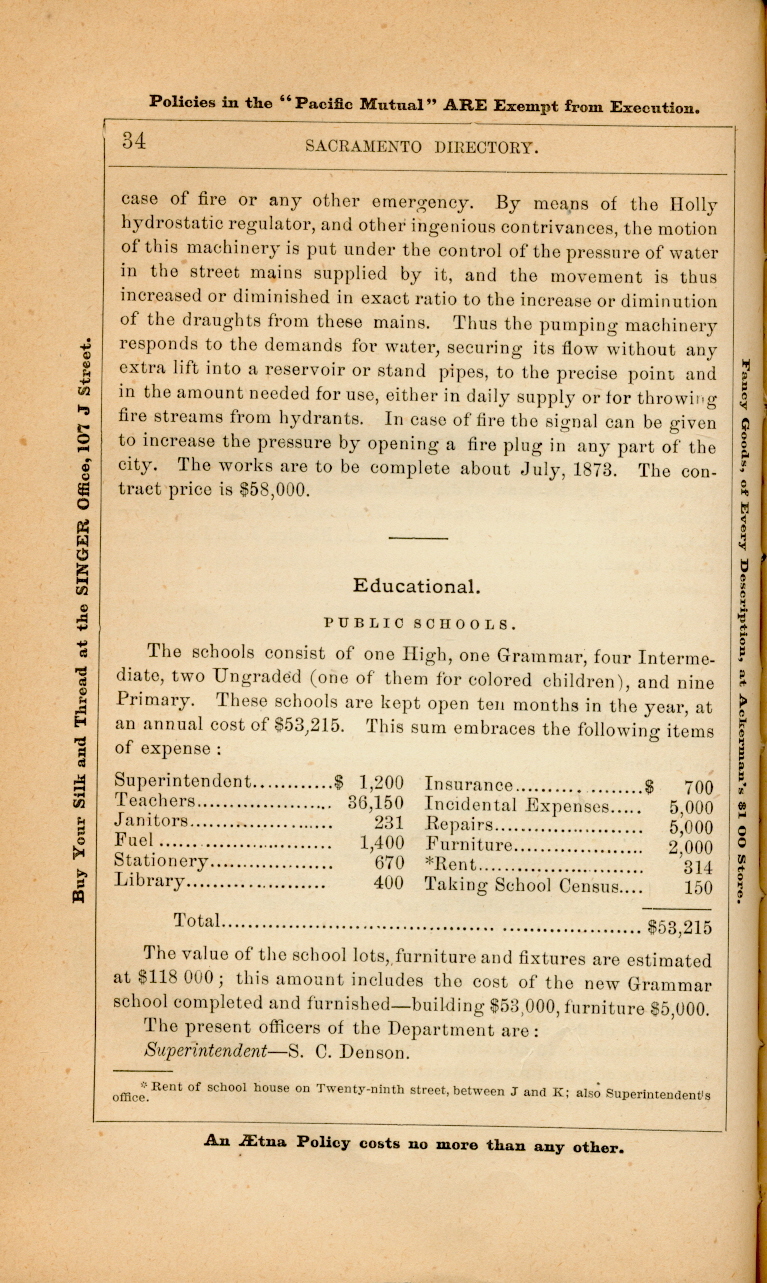 Policies in the “Pacific Mutual” ARE Exempt from Execution.
34
SACRAMENTO DIRECTORY.
case of fire or any other emergency. By means of the Holly
hydrostatic regulator, and other ingenious contrivances, the motion
of this machinery is put under the control of the pressure of water
in the street mains supplied by it, and the movement is thus
increased or diminished in exact ratio to the increase or diminution
of the draughts from these mains. Thus the pumping machinery
responds to the demands for water, securing its flow without any
extra lift into a reservoir or stand pipes, to the precise point and
in the amount needed for use, either in daily supply or for throwing
fire streams from hydrants. In case of fire the signal can be given
to increase the pressure by opening a fire plug in any part of the
city. The works are to be complete about July, 1873. The con-
tract price is $58,000.
Educational.
PUBLIC SCHOOLS.
The schools consist of one High, one Grammar, four Interme-
diate, two Ungraded (one of them for colored children), and nine
Primary. These schools are kept open ten months in the year, at
an annual cost of $53,215. This sum embraces the following items
of expense :
Superintendent............$ 1,200 Insurance....................$ 700
Teachers..................... 36,150 Incidental Expenses..... 5,000
Janitors....................... 231 Repairs........................ 5,000
Fuel ........................... 1,400 Furniture..................... 2,000
Stationery.................... 670 *Rent........................... 314
Library........................ 400 Taking School Census.... 150
Total.................................................................. $53,215
The value of the school lots, furniture and fixtures are estimated
at $118 000 ; this amount includes the cost of the new Grammar
school completed and furnished—building $53,000, furniture $5,000.
The present officers of the Department are :
Superintendent—S. C. Denson.
* Rent of school house on Twenty-ninth street, between J and K; also Superintendent's
office.
An Ætna Policy costs no more than any other.
Buy Your Silk and Thread at the SINGER Office, 107 J Street.
Fancy Goods, of Every Description, at Ackerman's $1 00 Store.